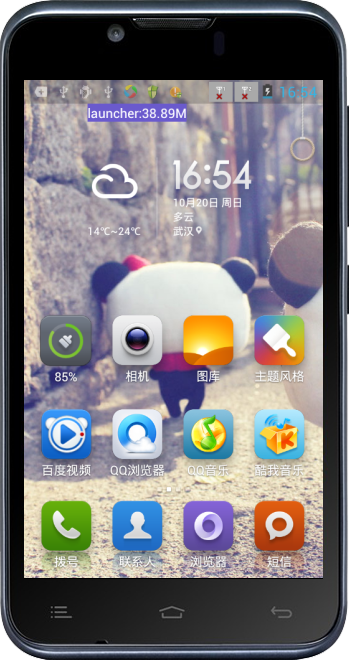 16:54
launcher:38.89M
16:54
10月20日 周日
多云
14℃~24℃ 武汉
85% 相机 图库 主题风格
百度视频 QQ浏览器 QQ音乐 酷我音乐
拨号 联系人 浏览器 短信